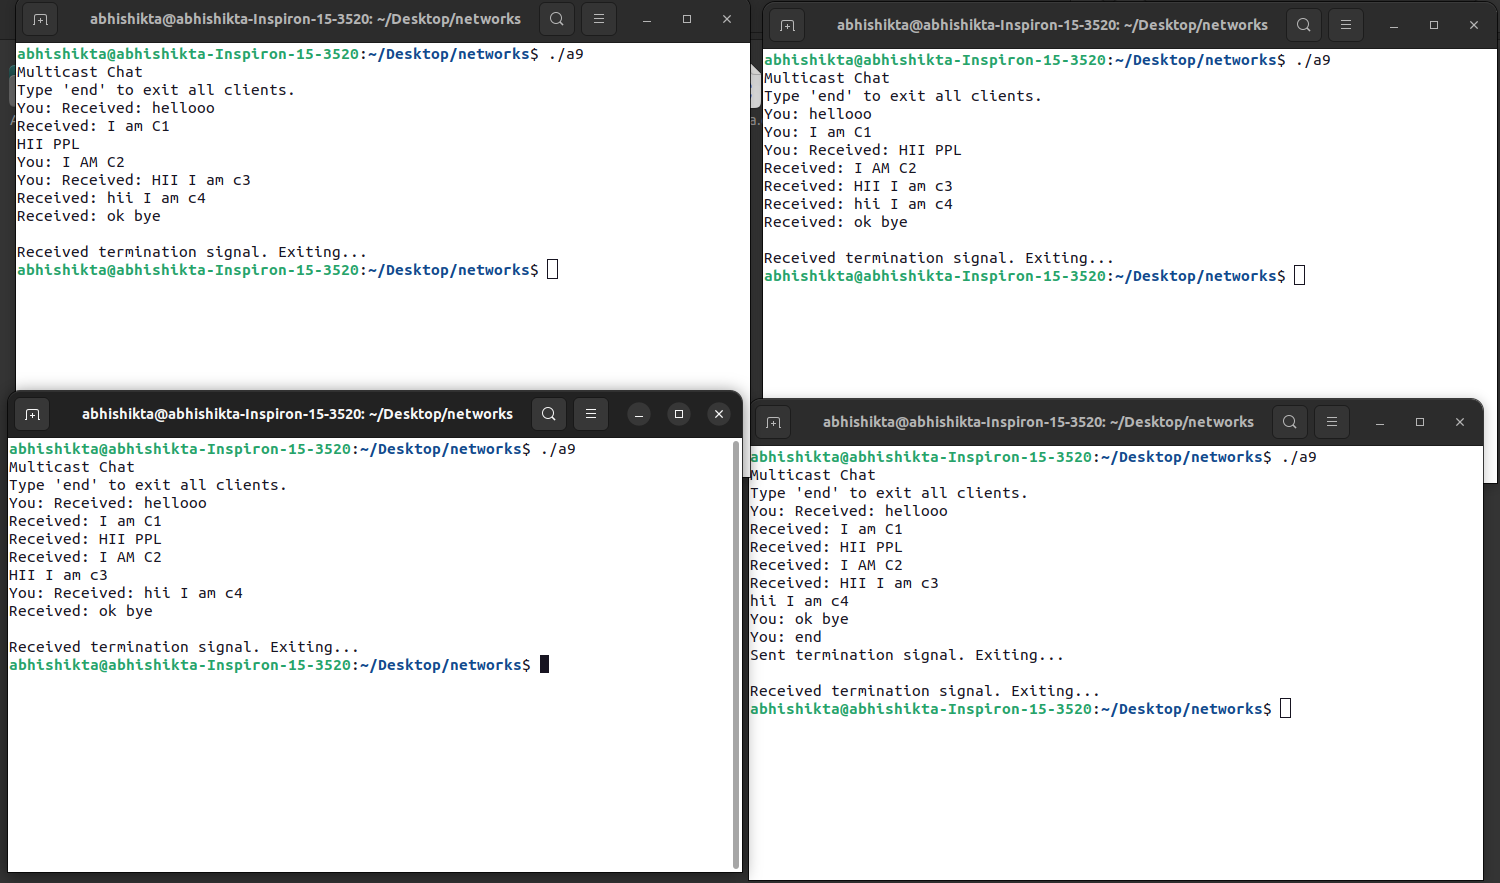 abhishikta@abhishikta-Inspiron-15-3520: ~/Desktop/networks
abhishikta@abhishikta-Inspiron-15-3520:~/Desktop/networks$ ./a9
Multicast Chat
Type 'end' to exit all clients.
You: Received: hellooo
Received: I am C1
HII PPL
You: I AM C2
You: Received: HII I am c3
Received: hii I am c4
Received: ok bye
Received termination signal. Exiting...
abhishikta@abhishikta-Inspiron-15-3520:~/Desktop/networks$
abhishikta@abhishikta-Inspiron-15-3520: ~/Desktop/networks
abhishikta@abhishikta-Inspiron-15-3520:~/Desktop/networks$ ./a9
Multicast Chat
Type 'end' to exit all clients.
You: hellooo
You: I am C1
You: Received: HII PPL
Received: I AM C2
Received: HII I am c3
Received: hii I am c4
Received: ok bye
Received termination signal. Exiting...
abhishikta@abhishikta-Inspiron-15-3520:~/Desktop/networks$
abhishikta@abhishikta-Inspiron-15-3520: ~/Desktop/networks
abhishikta@abhishikta-Inspiron-15-3520:~/Desktop/networks$ ./a9
Multicast Chat
Type 'end' to exit all clients.
You: Received: hellooo
Received: I am C1
Received: HII PPL
Received: I AM C2
HII I am c3
You: Received: hii I am c4
Received: ok bye
Received termination signal. Exiting...
abhishikta@abhishikta-Inspiron-15-3520:~/Desktop/networks$
abhishikta@abhishikta-Inspiron-15-3520: ~/Desktop/networks
abhishikta@abhishikta-Inspiron-15-3520:~/Desktop/networks$ ./a9
Multicast Chat
Type 'end' to exit all clients.
You: Received: hellooo
Received: I am C1
Received: HII PPL
Received: I AM C2
Received: HII I am c3
hii I am c4
You: ok bye
You: end
Sent termination signal. Exiting...
Received termination signal. Exiting...
abhishikta@abhishikta-Inspiron-15-3520:~/Desktop/networks$